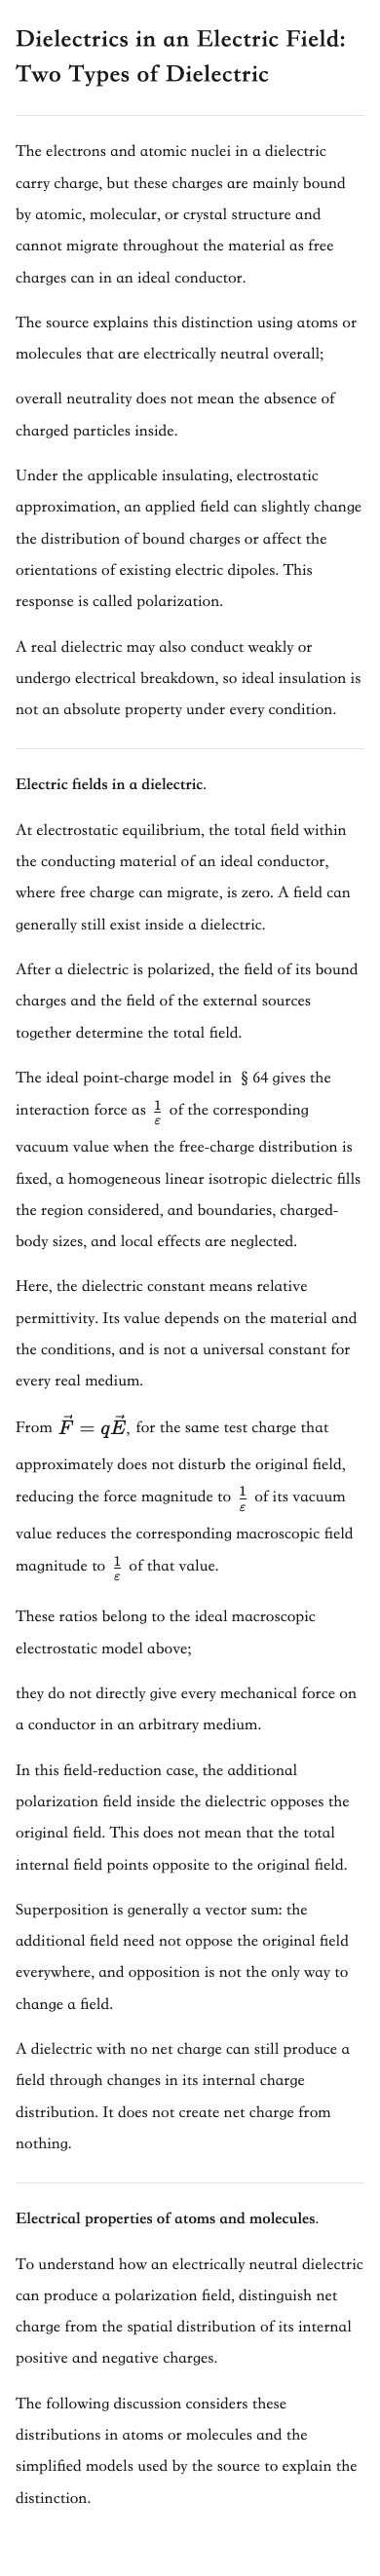 Dielectrics in an Electric Field:
Two Types of Dielectric
The electrons and atomic nuclei in a dielectric
carry charge, but these charges are mainly bound
by atomic, molecular, or crystal structure and
cannot migrate throughout the material as free
charges can in an ideal conductor.
The source explains this distinction using atoms or
molecules that are electrically neutral overall;
overall neutrality does not mean the absence of
charged particles inside.
Under the applicable insulating, electrostatic
approximation, an applied field can slightly change
the distribution of bound charges or affect the
orientations of existing electric dipoles. This
response is called polarization.
A real dielectric may also conduct weakly or
undergo electrical breakdown, so ideal insulation is
not an absolute property under every condition.
Electric fields in a dielectric.
At electrostatic equilibrium, the total field within
the conducting material of an ideal conductor,
where free charge can migrate, is zero. A field can
generally still exist inside a dielectric.
After a dielectric is polarized, the field of its bound
charges and the field of the external sources
together determine the total field.
The ideal point-charge model in § 64 gives the
interaction force as $\frac{1}{\varepsilon}$ of the corresponding
vacuum value when the free-charge distribution is
fixed, a homogeneous linear isotropic dielectric fills
the region considered, and boundaries, charged-
body sizes, and local effects are neglected.
Here, the dielectric constant means relative
permittivity. Its value depends on the material and
the conditions, and is not a universal constant for
every real medium.
From $\vec{F} = q\vec{E}$, for the same test charge that
approximately does not disturb the original field,
reducing the force magnitude to $\frac{1}{\varepsilon}$ of its vacuum
value reduces the corresponding macroscopic field
magnitude to $\frac{1}{\varepsilon}$ of that value.
These ratios belong to the ideal macroscopic
electrostatic model above;
they do not directly give every mechanical force on
a conductor in an arbitrary medium.
In this field-reduction case, the additional
polarization field inside the dielectric opposes the
original field. This does not mean that the total
internal field points opposite to the original field.
Superposition is generally a vector sum: the
additional field need not oppose the original field
everywhere, and opposition is not the only way to
change a field.
A dielectric with no net charge can still produce a
field through changes in its internal charge
distribution. It does not create net charge from
nothing.
Electrical properties of atoms and molecules.
To understand how an electrically neutral dielectric
can produce a polarization field, distinguish net
charge from the spatial distribution of its internal
positive and negative charges.
The following discussion considers these
distributions in atoms or molecules and the
simplified models used by the source to explain the
distinction.